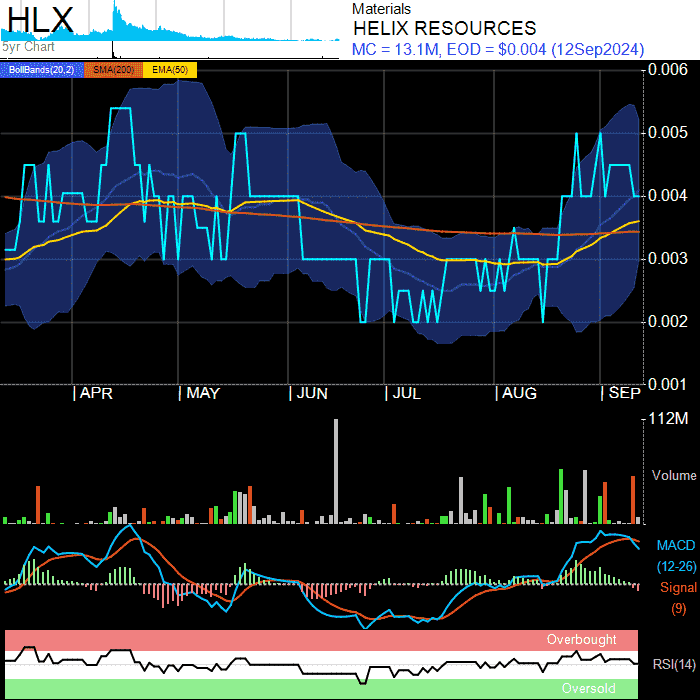 HLX
5yr Chart
Materials
HELIX RESOURCES
MC = 13.1M, EOD = $0.004 (12Sep2024)
BollBands(20,2) SMA(200) EMA(50)
0.006
0.005
0.004
0.003
0.002
0.001
APR MAY JUN JUL AUG SEP
112M
Volume
MACD
(12-26)
Signal
(9)
Overbought
RSI(14)
Oversold